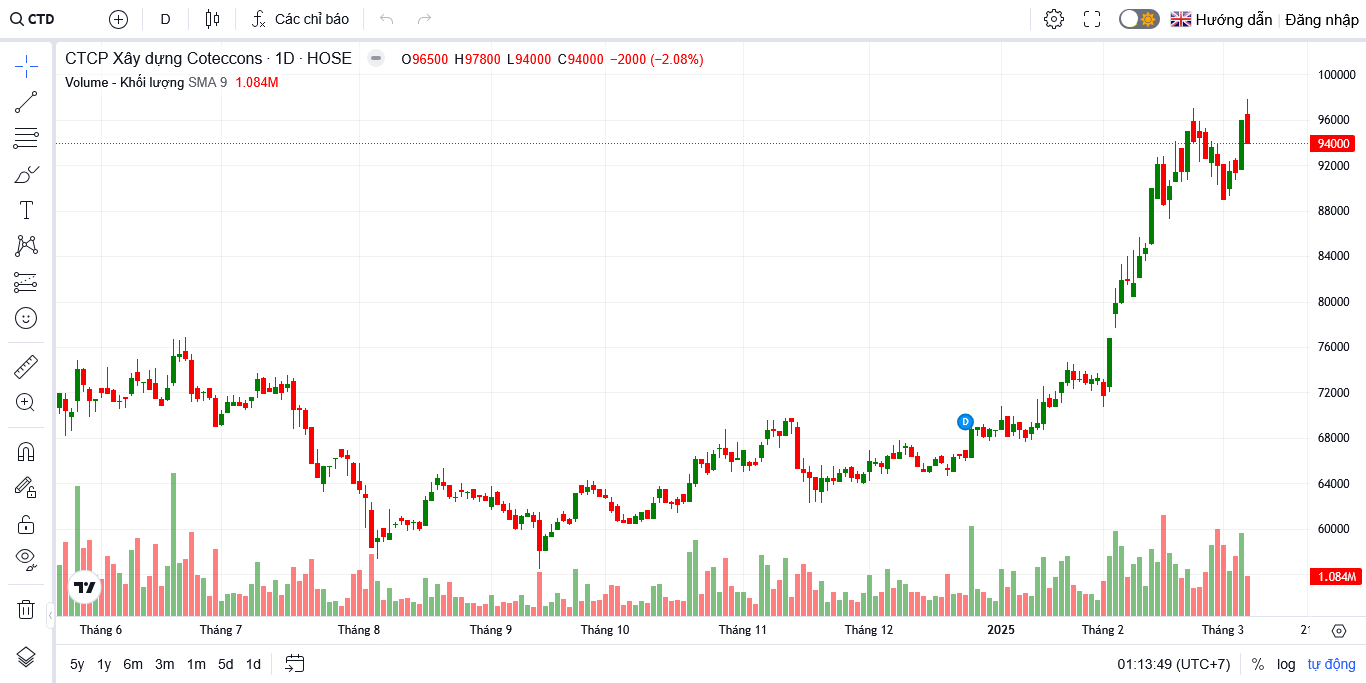 CTD D Các chỉ báo Hướng dẫn Đăng nhập
CTCP Xây dựng Coteccons · 1D · HOSE O96500 H97800 L94000 C94000 −2000 (−2.08%)
Volume - Khối lượng SMA 9 1.084M
100000
96000
94000
92000
88000
84000
80000
76000
72000
68000
64000
60000
1.084M
D
Tháng 6 Tháng 7 Tháng 8 Tháng 9 Tháng 10 Tháng 11 Tháng 12 2025 Tháng 2 Tháng 3 21
5y 1y 6m 3m 1m 5d 1d 01:13:49 (UTC+7) % log tự động